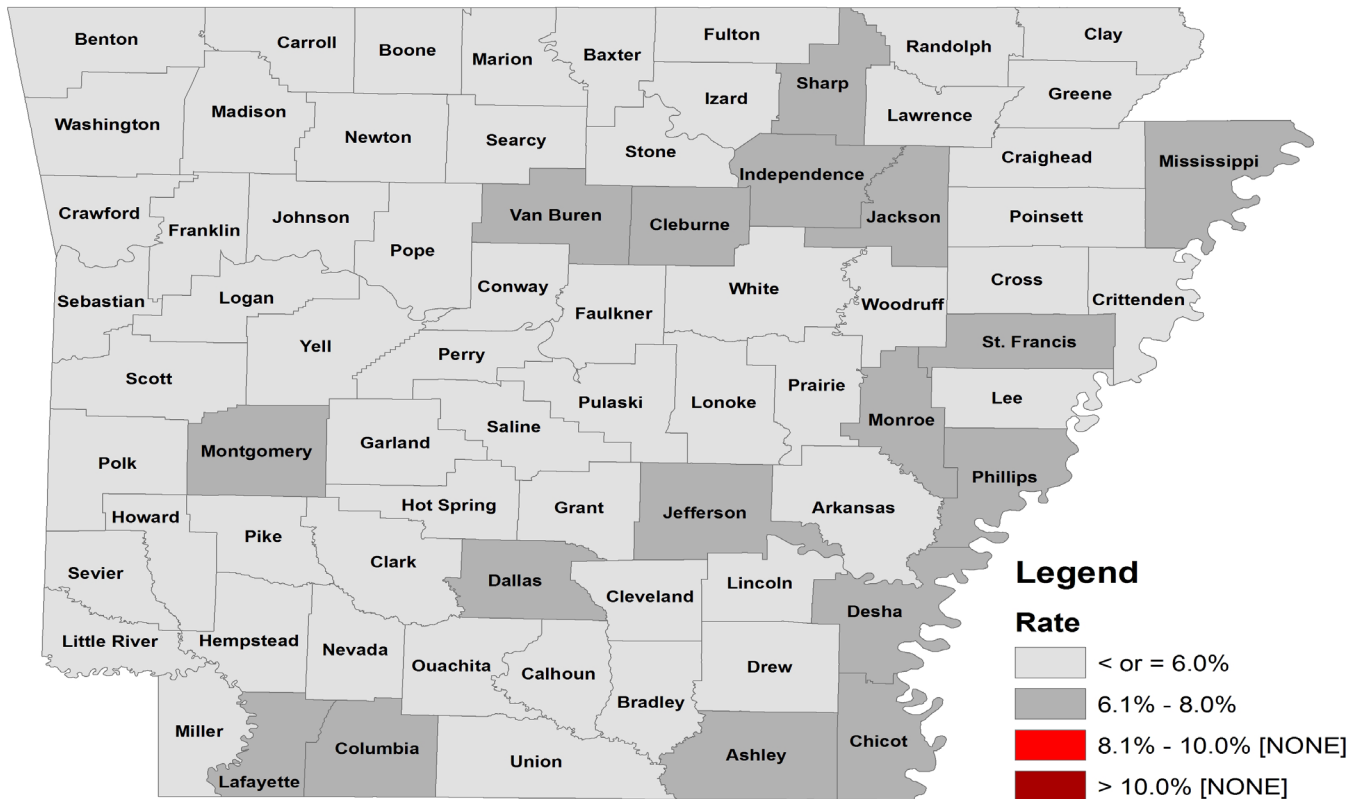 Benton
Carroll
Boone
Marion
Baxter
Fulton
Randolph
Clay
Sharp
Izard
Greene
Washington
Madison
Newton
Searcy
Stone
Lawrence
Craighead
Mississippi
Independence
Crawford
Franklin
Johnson
Pope
Van Buren
Cleburne
Jackson
Poinsett
Sebastian
Logan
Conway
Faulkner
White
Woodruff
Cross
Crittenden
Yell
Perry
St. Francis
Scott
Pulaski
Lonoke
Prairie
Lee
Saline
Garland
Monroe
Montgomery
Polk
Phillips
Hot Spring
Grant
Jefferson
Arkansas
Howard
Pike
Clark
Sevier
Dallas
Cleveland
Lincoln
Desha
Little River
Hempstead
Nevada
Ouachita
Calhoun
Drew
Bradley
Miller
Lafayette
Columbia
Union
Ashley
Chicot
Legend
Rate
< or = 6.0%
6.1% - 8.0%
8.1% - 10.0% [NONE]
> 10.0% [NONE]